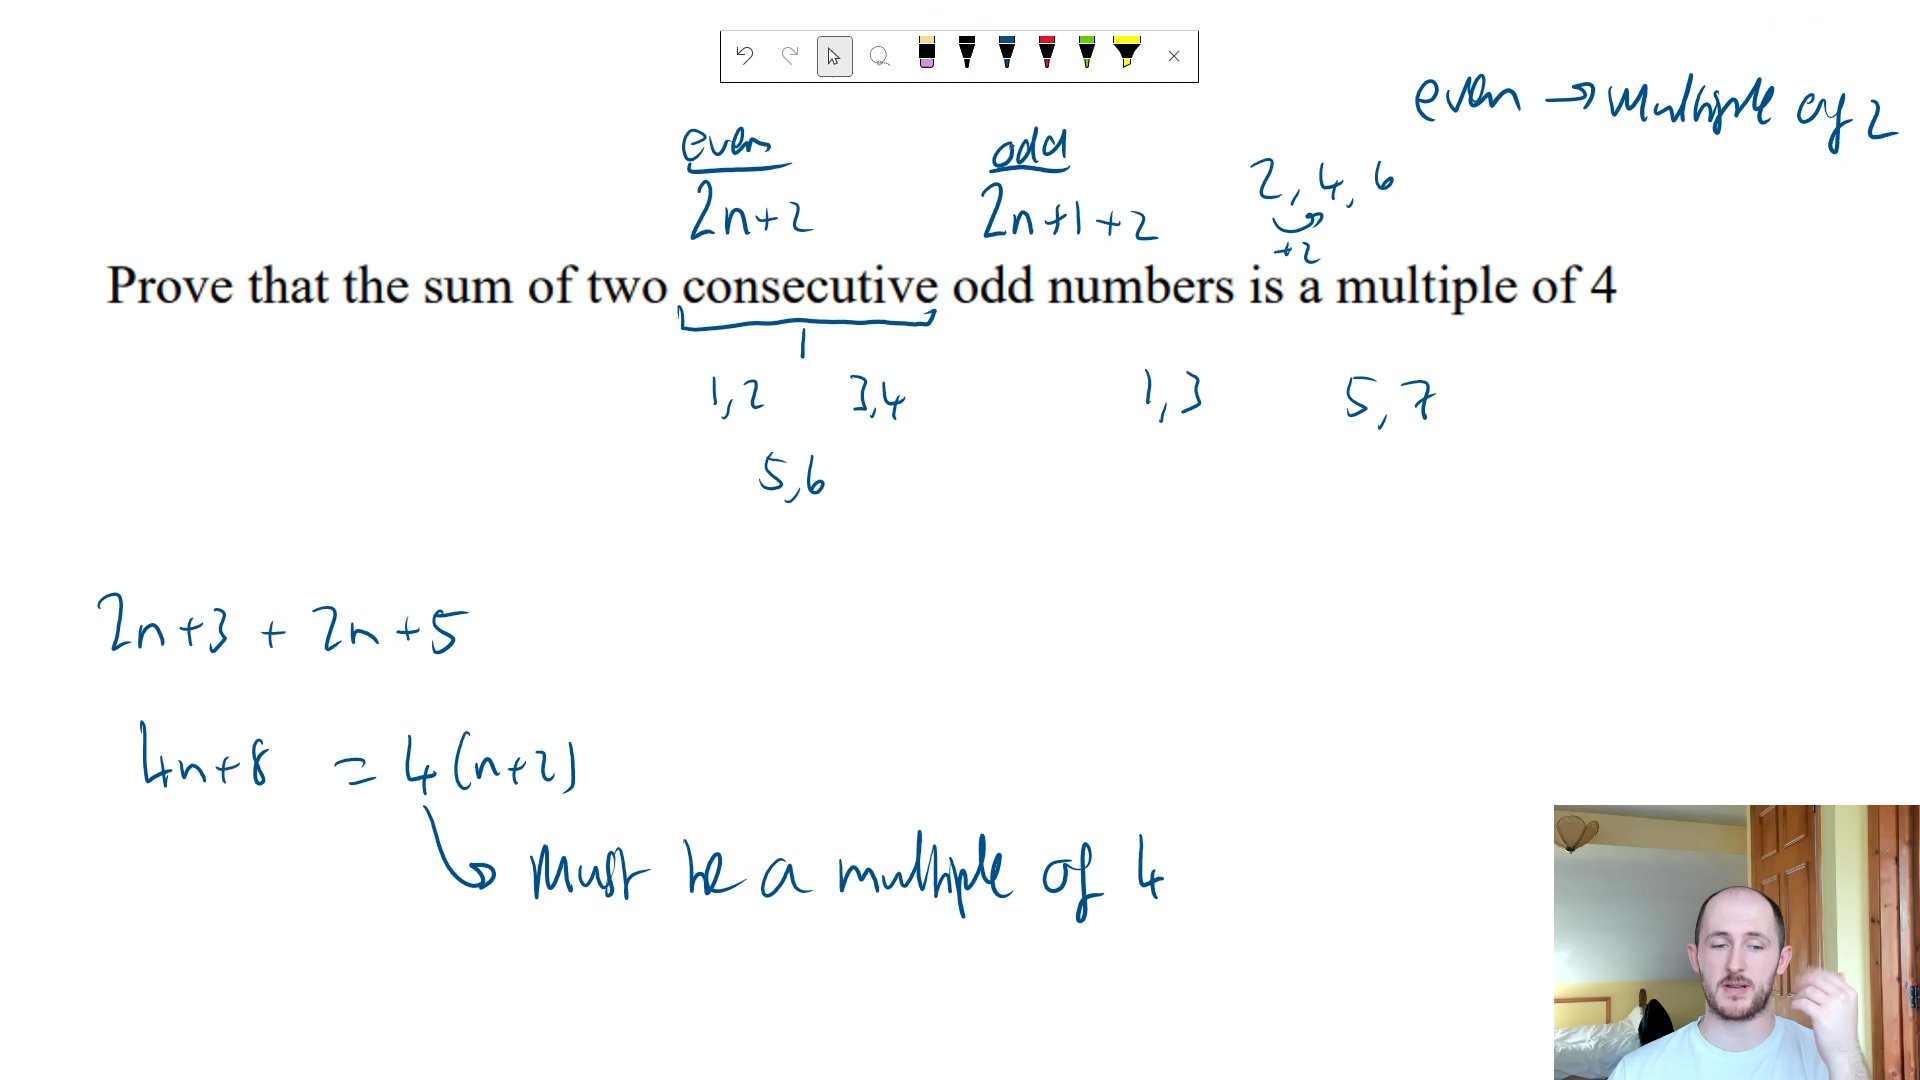 even → multiple of 2
even
odd
2, 4, 6
2n+2
2n+1+2
+2
Prove that the sum of two consecutive odd numbers is a multiple of 4
1,2
3,4
1,3
5,7
5,6
2n+3 + 2n+5
4n+8 = 4(n+2)
must be a multiple of 4